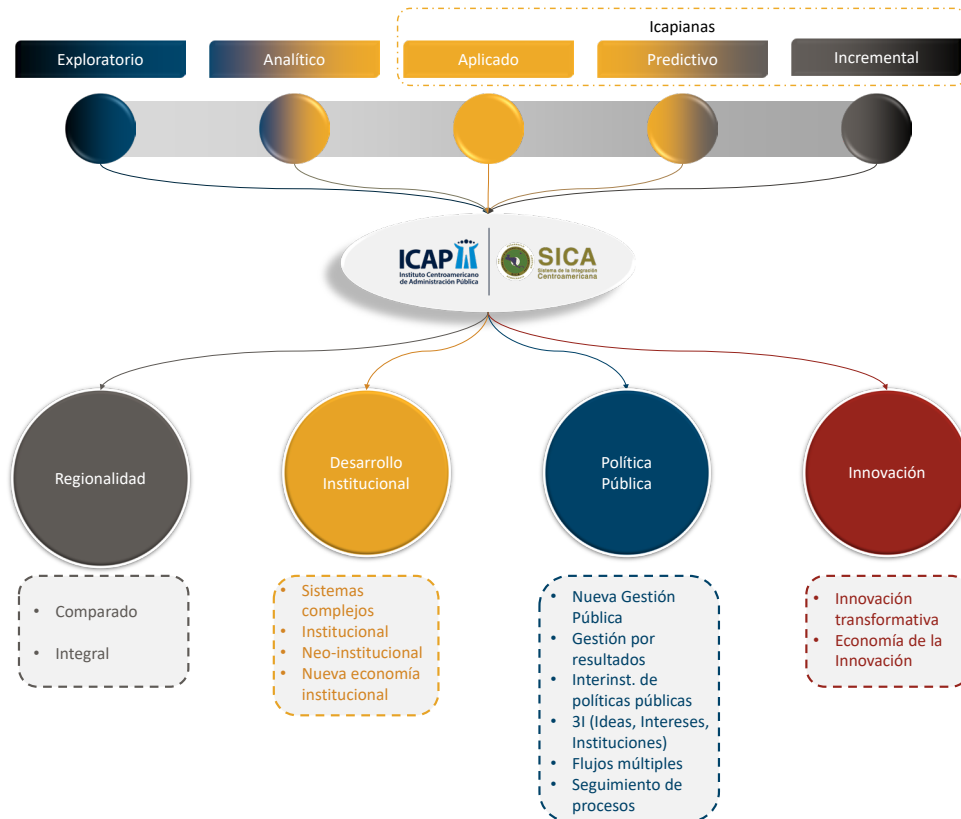 Icapianas
Exploratorio
Analítico
Aplicado
Predictivo
Incremental
ICAP
Instituto Centroamericano
de Administración Pública
SICA
Sistema de la Integración
Centroamericana
Regionalidad
Desarrollo
Institucional
Política
Pública
Innovación
• Comparado
• Integral
• Sistemas
complejos
• Institucional
• Neo-institucional
• Nueva economía
institucional
• Nueva Gestión
Pública
• Gestión por
resultados
• Interinst. de
políticas públicas
• 3I (Ideas, Intereses,
Instituciones)
• Flujos múltiples
• Seguimiento de
procesos
• Innovación
transformativa
• Economía de la
Innovación